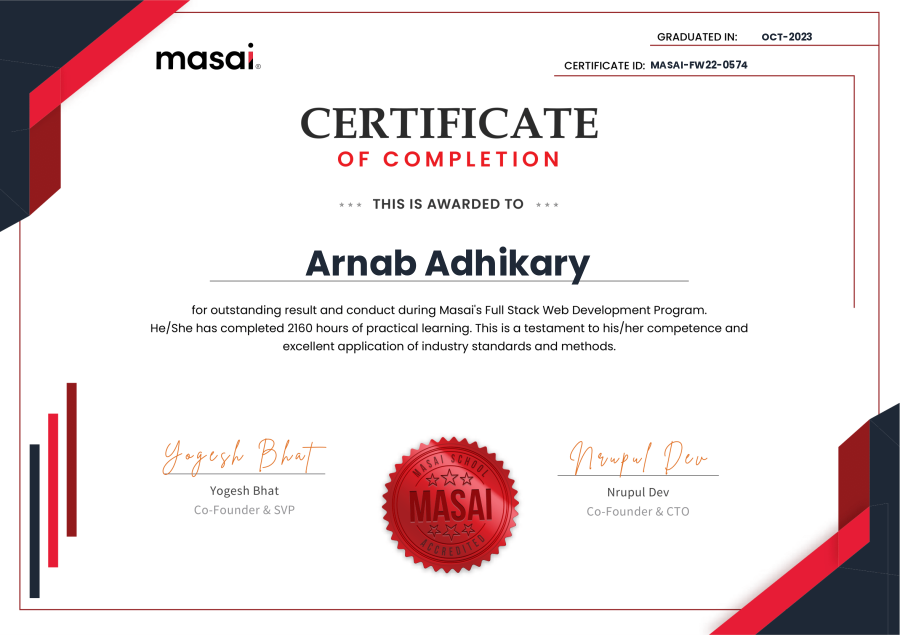 masai
GRADUATED IN: OCT-2023
CERTIFICATE ID: MASAI-FW22-0574
CERTIFICATE
OF COMPLETION
*** THIS IS AWARDED TO ***
Arnab Adhikary
for outstanding result and conduct during Masai's Full Stack Web Development Program.
He/She has completed 2160 hours of practical learning. This is a testament to his/her competence and
excellent application of industry standards and methods.
Yogesh Bhat
Nrupul Dev
Yogesh Bhat
Co-Founder & SVP
MASAI SCHOOL
MASAI
ACCREDITED
Nrupul Dev
Co-Founder & CTO